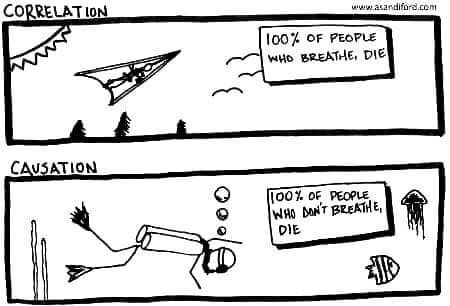 CORRELATION
www.asandiford.com
100% OF PEOPLE
WHO BREATHE, DIE
CAUSATION
100% OF PEOPLE
WHO DON'T BREATHE,
DIE